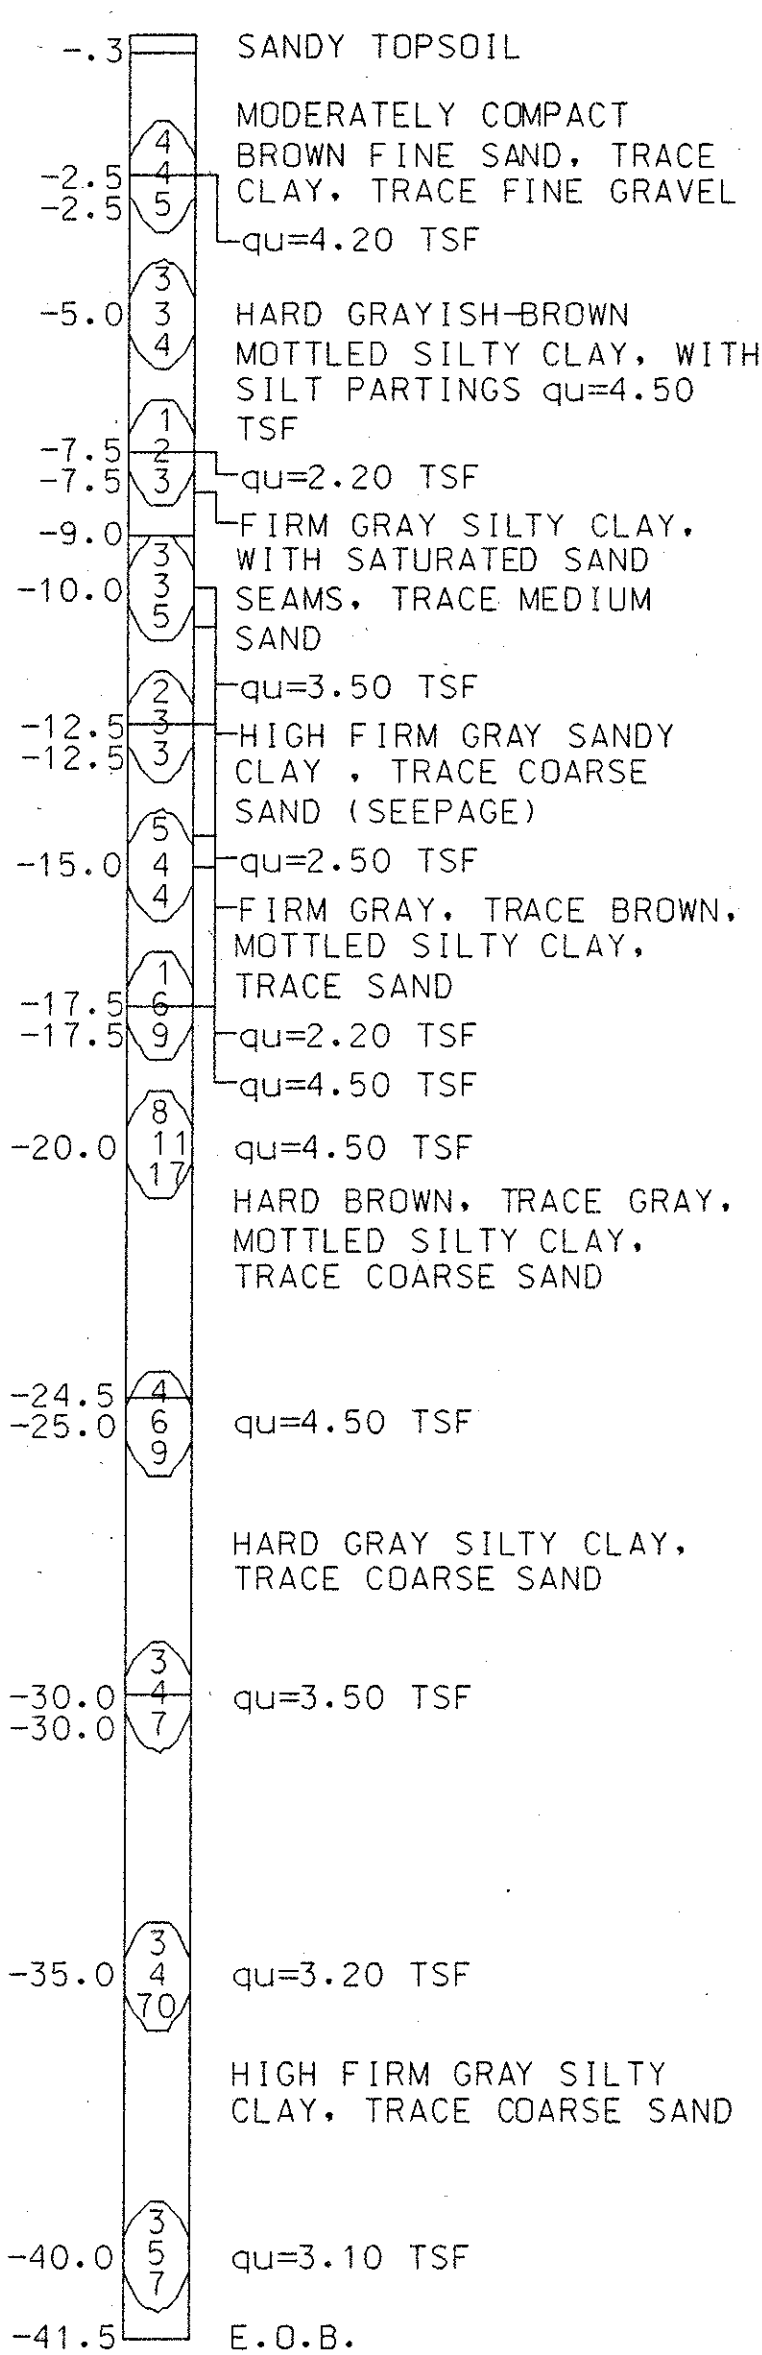 -.3 SANDY TOPSOIL
MODERATELY COMPACT
4
BROWN FINE SAND, TRACE
-2.5 4
CLAY, TRACE FINE GRAVEL
-2.5 5
qu=4.20 TSF
3
-5.0 3 HARD GRAYISH-BROWN
4 MOTTLED SILTY CLAY, WITH
SILT PARTINGS qu=4.50
1 TSF
-7.5 2
-7.5 3 qu=2.20 TSF
-9.0 FIRM GRAY SILTY CLAY,
3 WITH SATURATED SAND
-10.0 3 SEAMS, TRACE MEDIUM
5 SAND
2 qu=3.50 TSF
-12.5 3 HIGH FIRM GRAY SANDY
-12.5 3 CLAY , TRACE COARSE
SAND (SEEPAGE)
5
-15.0 4 qu=2.50 TSF
4 FIRM GRAY, TRACE BROWN,
MOTTLED SILTY CLAY,
1 TRACE SAND
-17.5 6
-17.5 9 qu=2.20 TSF
qu=4.50 TSF
8
-20.0 11 qu=4.50 TSF
17
HARD BROWN, TRACE GRAY,
MOTTLED SILTY CLAY,
TRACE COARSE SAND
-24.5 4
-25.0 6 qu=4.50 TSF
9
HARD GRAY SILTY CLAY,
TRACE COARSE SAND
3
-30.0 4 qu=3.50 TSF
-30.0 7
3
-35.0 4 qu=3.20 TSF
70
HIGH FIRM GRAY SILTY
CLAY, TRACE COARSE SAND
3
-40.0 5 qu=3.10 TSF
7
-41.5 E.O.B.